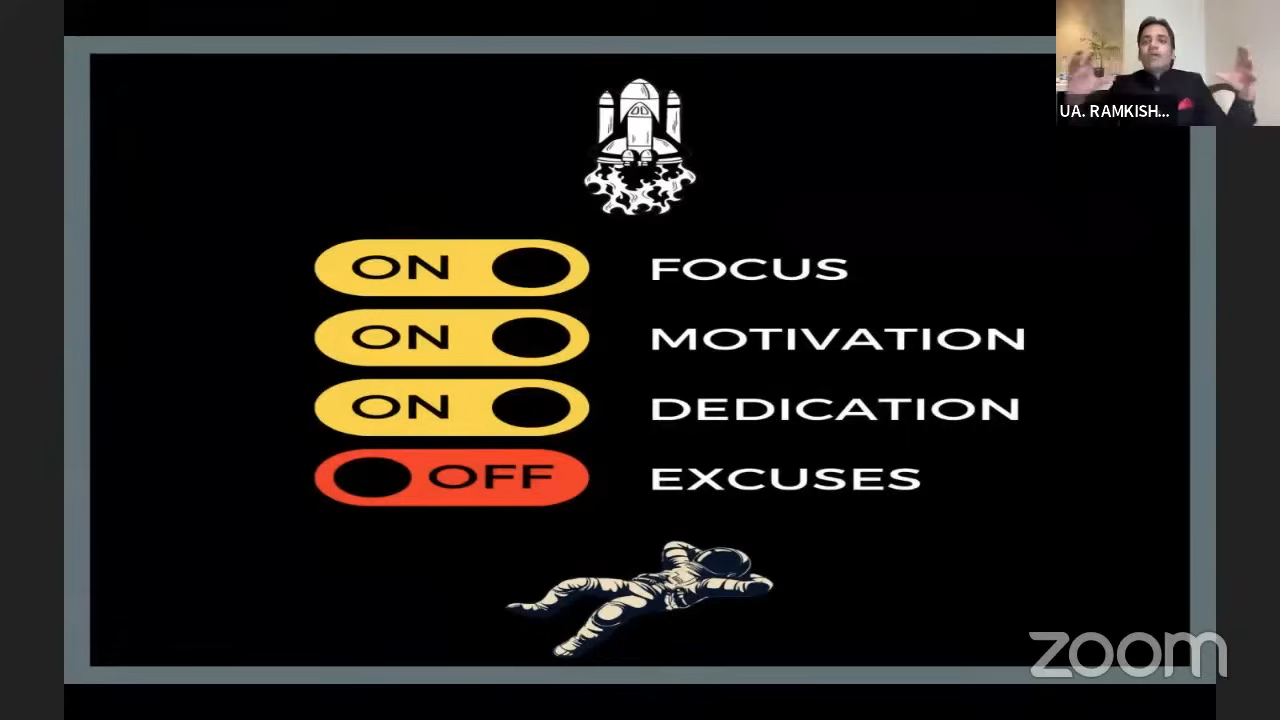 UA. RAMKISH...
ON FOCUS
ON MOTIVATION
ON DEDICATION
OFF EXCUSES
zoom